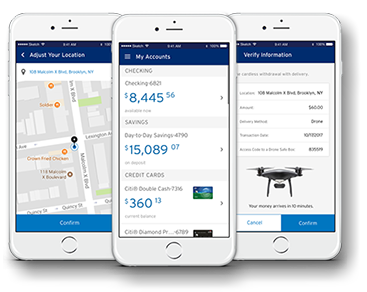 Sketch
9:41 AM
100%
Adjust Your Location
108 Malcolm X Blvd, Brooklyn, NY
Soldier
Lexington Ave
Crown Fried Chicken
Malcolm X Blvd
118 Malcolm X
Boulevard
Quincy St
Quincy St
Confirm
Sketch
9:41 AM
100%
My Accounts
CHECKING
Checking-6821
$8,445 56
available now
SAVINGS
Day-to-Day Savings-4790
$15,089 07
on deposit
CREDIT CARDS
Citi® Double Cash-7316
$360 13
current balance
Citi® Diamond Pr...-6789
9:41 AM
100%
Verify Information
cardless withdrawal with delivery.
Location:
108 Malcolm X Blvd, Brooklyn, NY
Amount:
$60.00
Delivery Method:
Drone
Transaction Date:
10/17/2017
Access Code to a Drone Safe Box:
835519
Your money arrives in 10 minutes.
Cancel
Confirm